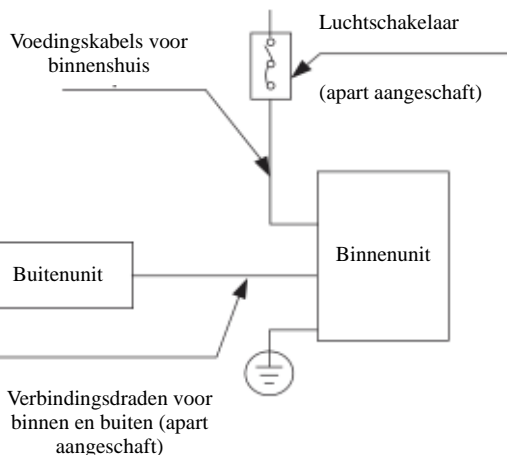 Voedingskabels voor
binnenshuis
Luchtschakelaar
(apart aangeschaft)
Buitenunit
Binnenunit
Verbindingsdraden voor
binnen en buiten (apart
aangeschaft)